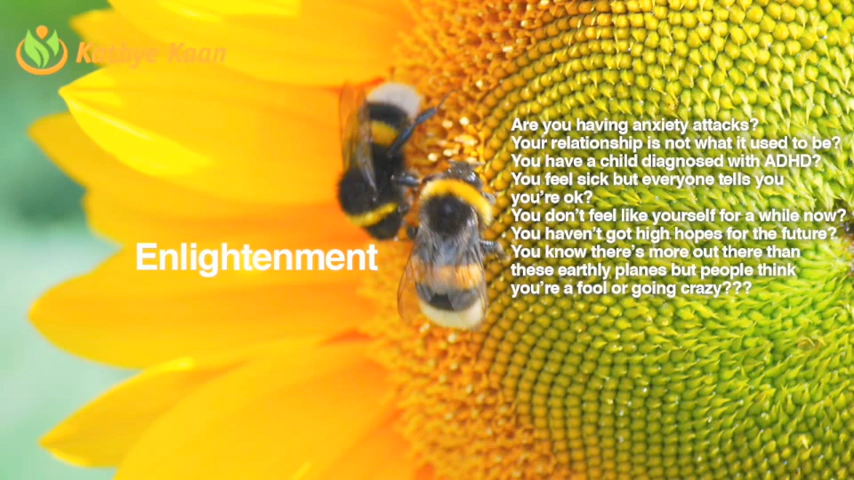 Kathye Kaan
Enlightenment
Are you having anxiety attacks?
Your relationship is not what it used to be?
You have a child diagnosed with ADHD?
You feel sick but everyone tells you
you're ok?
You don't feel like yourself for a while now?
You haven't got high hopes for the future?
You know there's more out there than
these earthly planes but people think
you're a fool or going crazy???